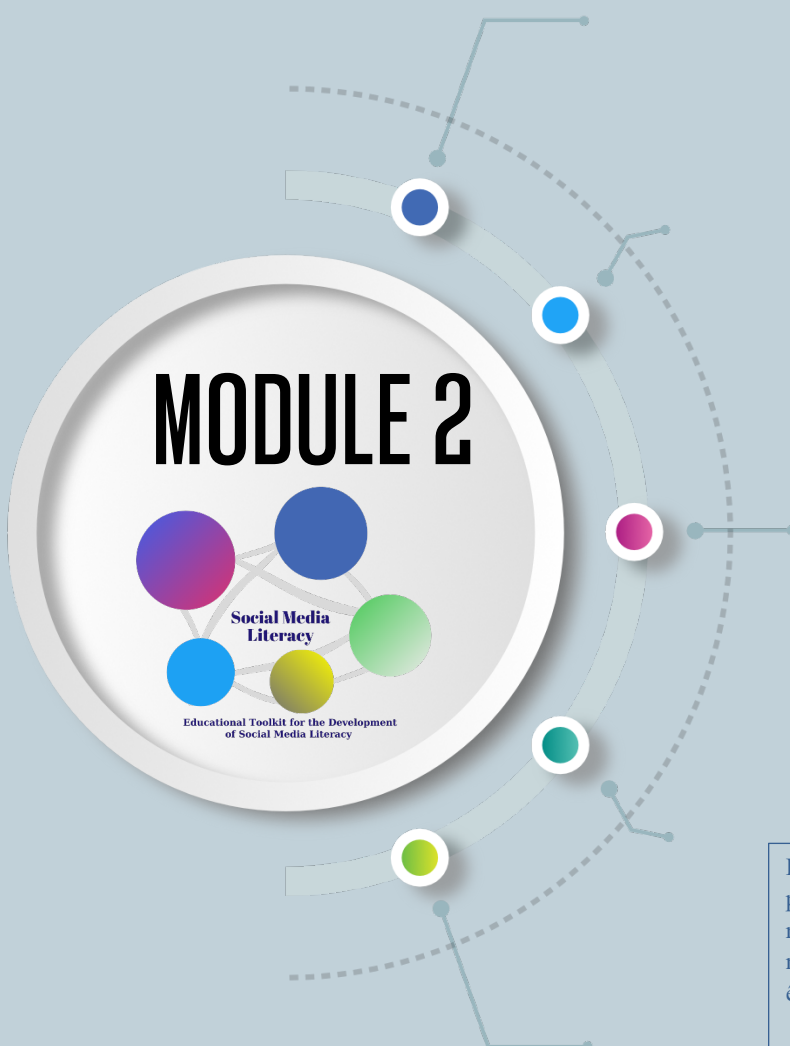 MODULE 2
Social Media
Literacy
Educational Toolkit for the Development
of Social Media Literacy